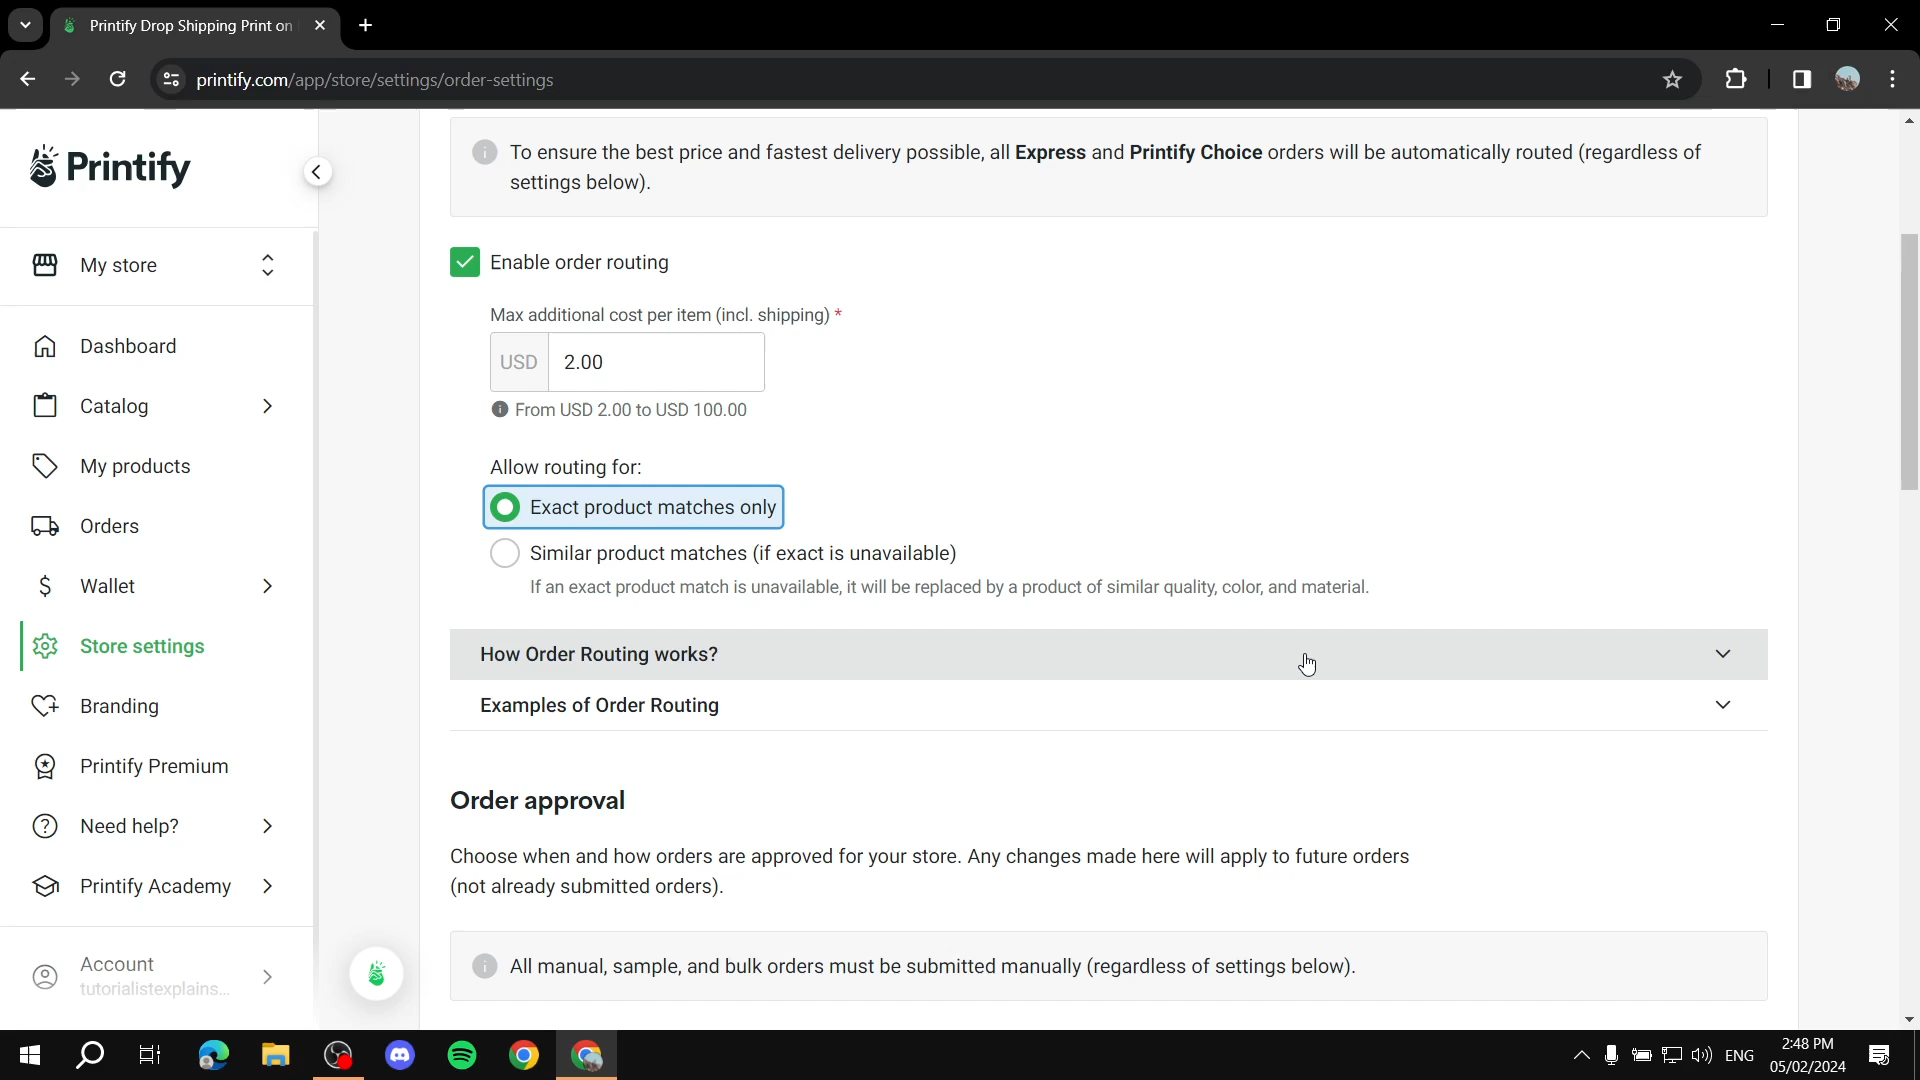 Printify Drop Shipping Print on
printify.com/app/store/settings/order-settings
Printify
My store
Dashboard
Catalog
My products
Orders
Wallet
Store settings
Branding
Printify Premium
Need help?
Printify Academy
Account
tutorialistexplains...
To ensure the best price and fastest delivery possible, all Express and Printify Choice orders will be automatically routed (regardless of
settings below).
Enable order routing
Max additional cost per item (incl. shipping) *
USD 2.00
From USD 2.00 to USD 100.00
Allow routing for:
Exact product matches only
Similar product matches (if exact is unavailable)
If an exact product match is unavailable, it will be replaced by a product of similar quality, color, and material.
How Order Routing works?
Examples of Order Routing
Order approval
Choose when and how orders are approved for your store. Any changes made here will apply to future orders
(not already submitted orders).
All manual, sample, and bulk orders must be submitted manually (regardless of settings below).
ENG
2:48 PM
05/02/2024